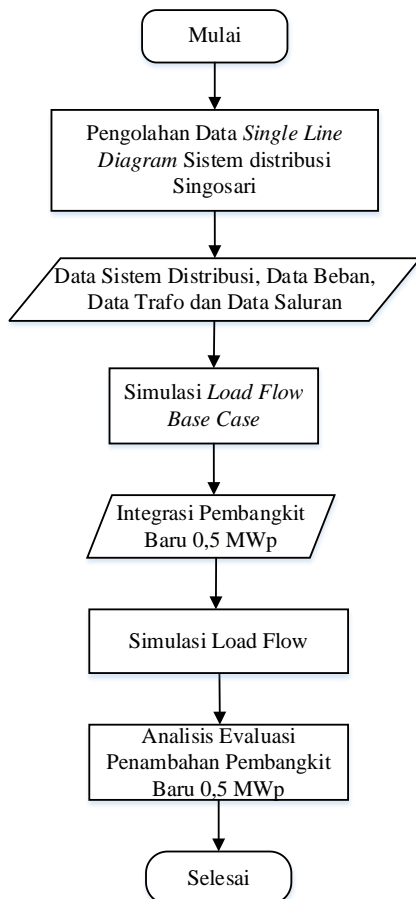 Mulai
Pengolahan Data Single Line
Diagram Sistem distribusi
Singosari
Data Sistem Distribusi, Data Beban,
Data Trafo dan Data Saluran
Simulasi Load Flow
Base Case
Integrasi Pembangkit
Baru 0,5 MWp
Simulasi Load Flow
Analisis Evaluasi
Penambahan Pembangkit
Baru 0,5 MWp
Selesai